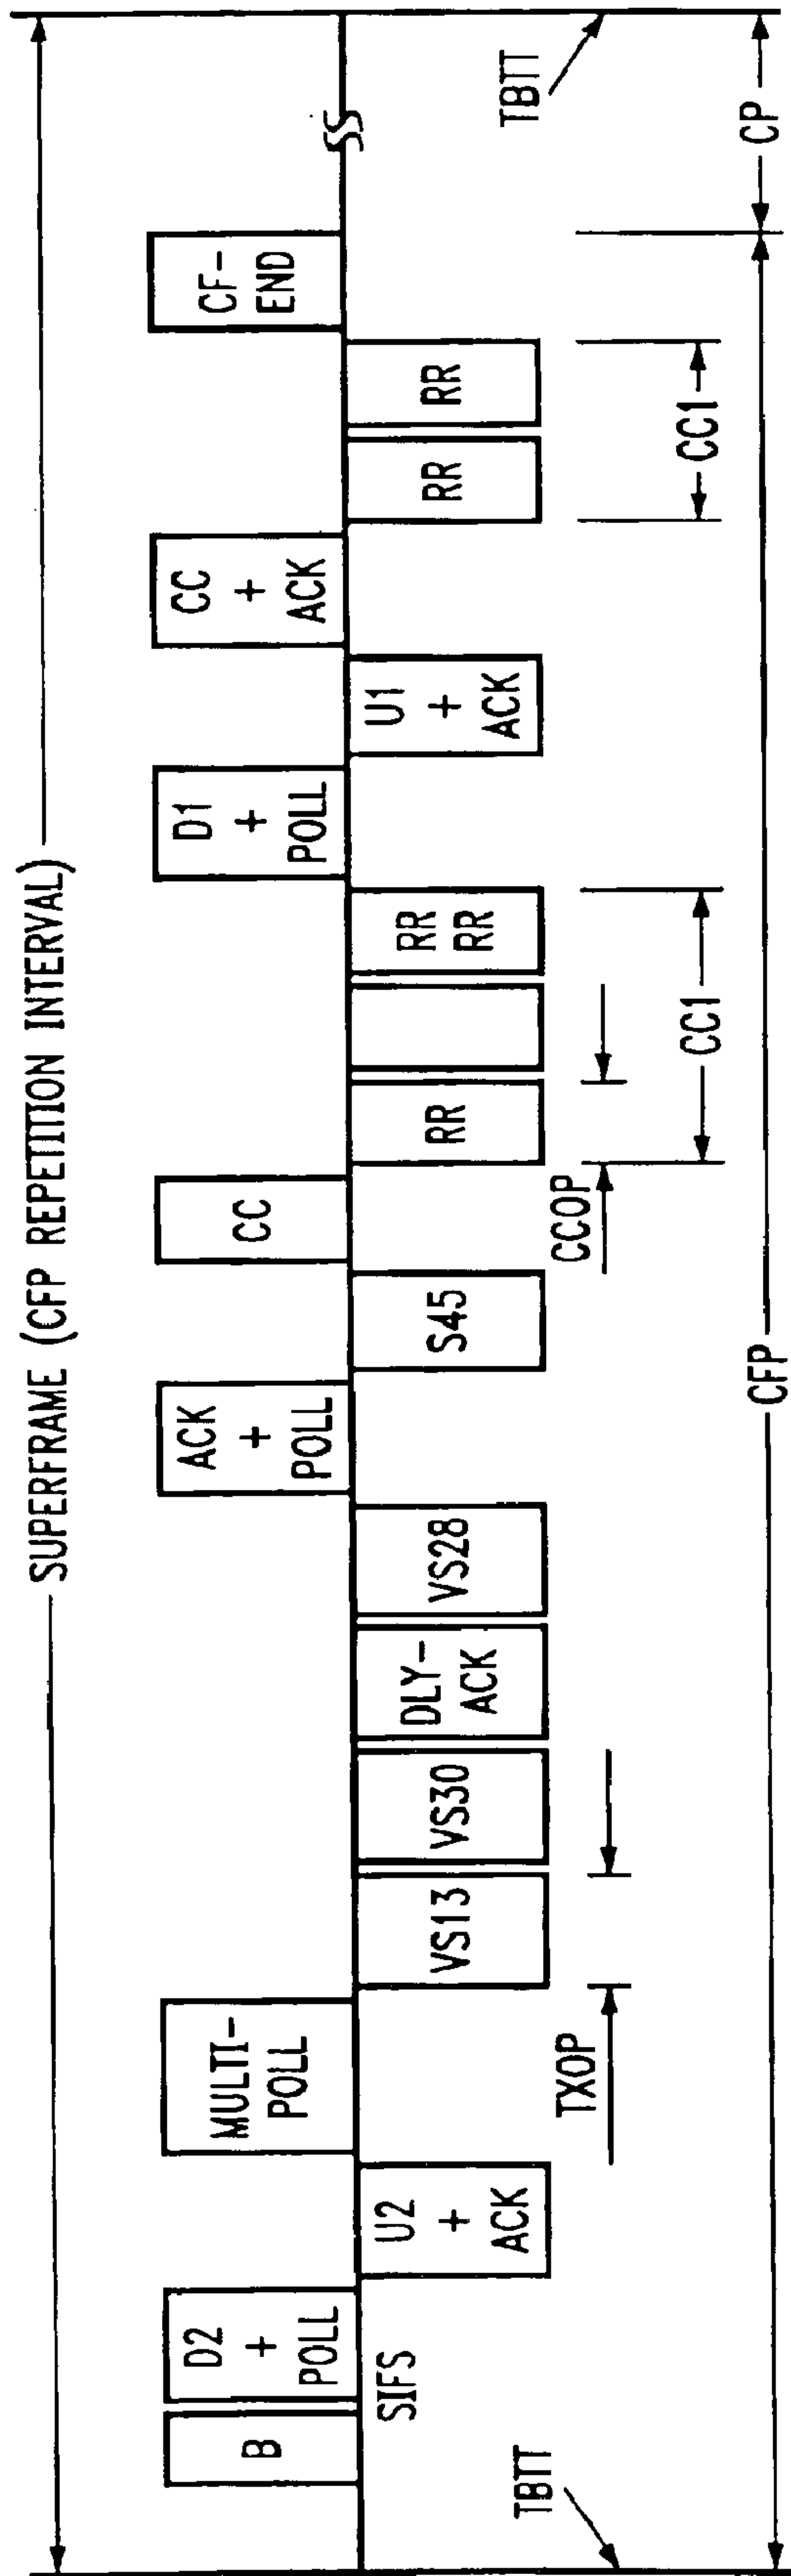 SUPERFRAME (CFP REPETITION INTERVAL)
B
D2
+
POLL
MULTI-
POLL
ACK
+
POLL
CC
D1
+
POLL
CC
+
ACK
CF-
END
SIFS
U2
+
ACK
VS13
VS30
DLY-
ACK
VS28
S45
RR
RR
RR
U1
+
ACK
RR
RR
TBTT
TXOP
CCOP
CC1
CC1
TBTT
CFP
CP